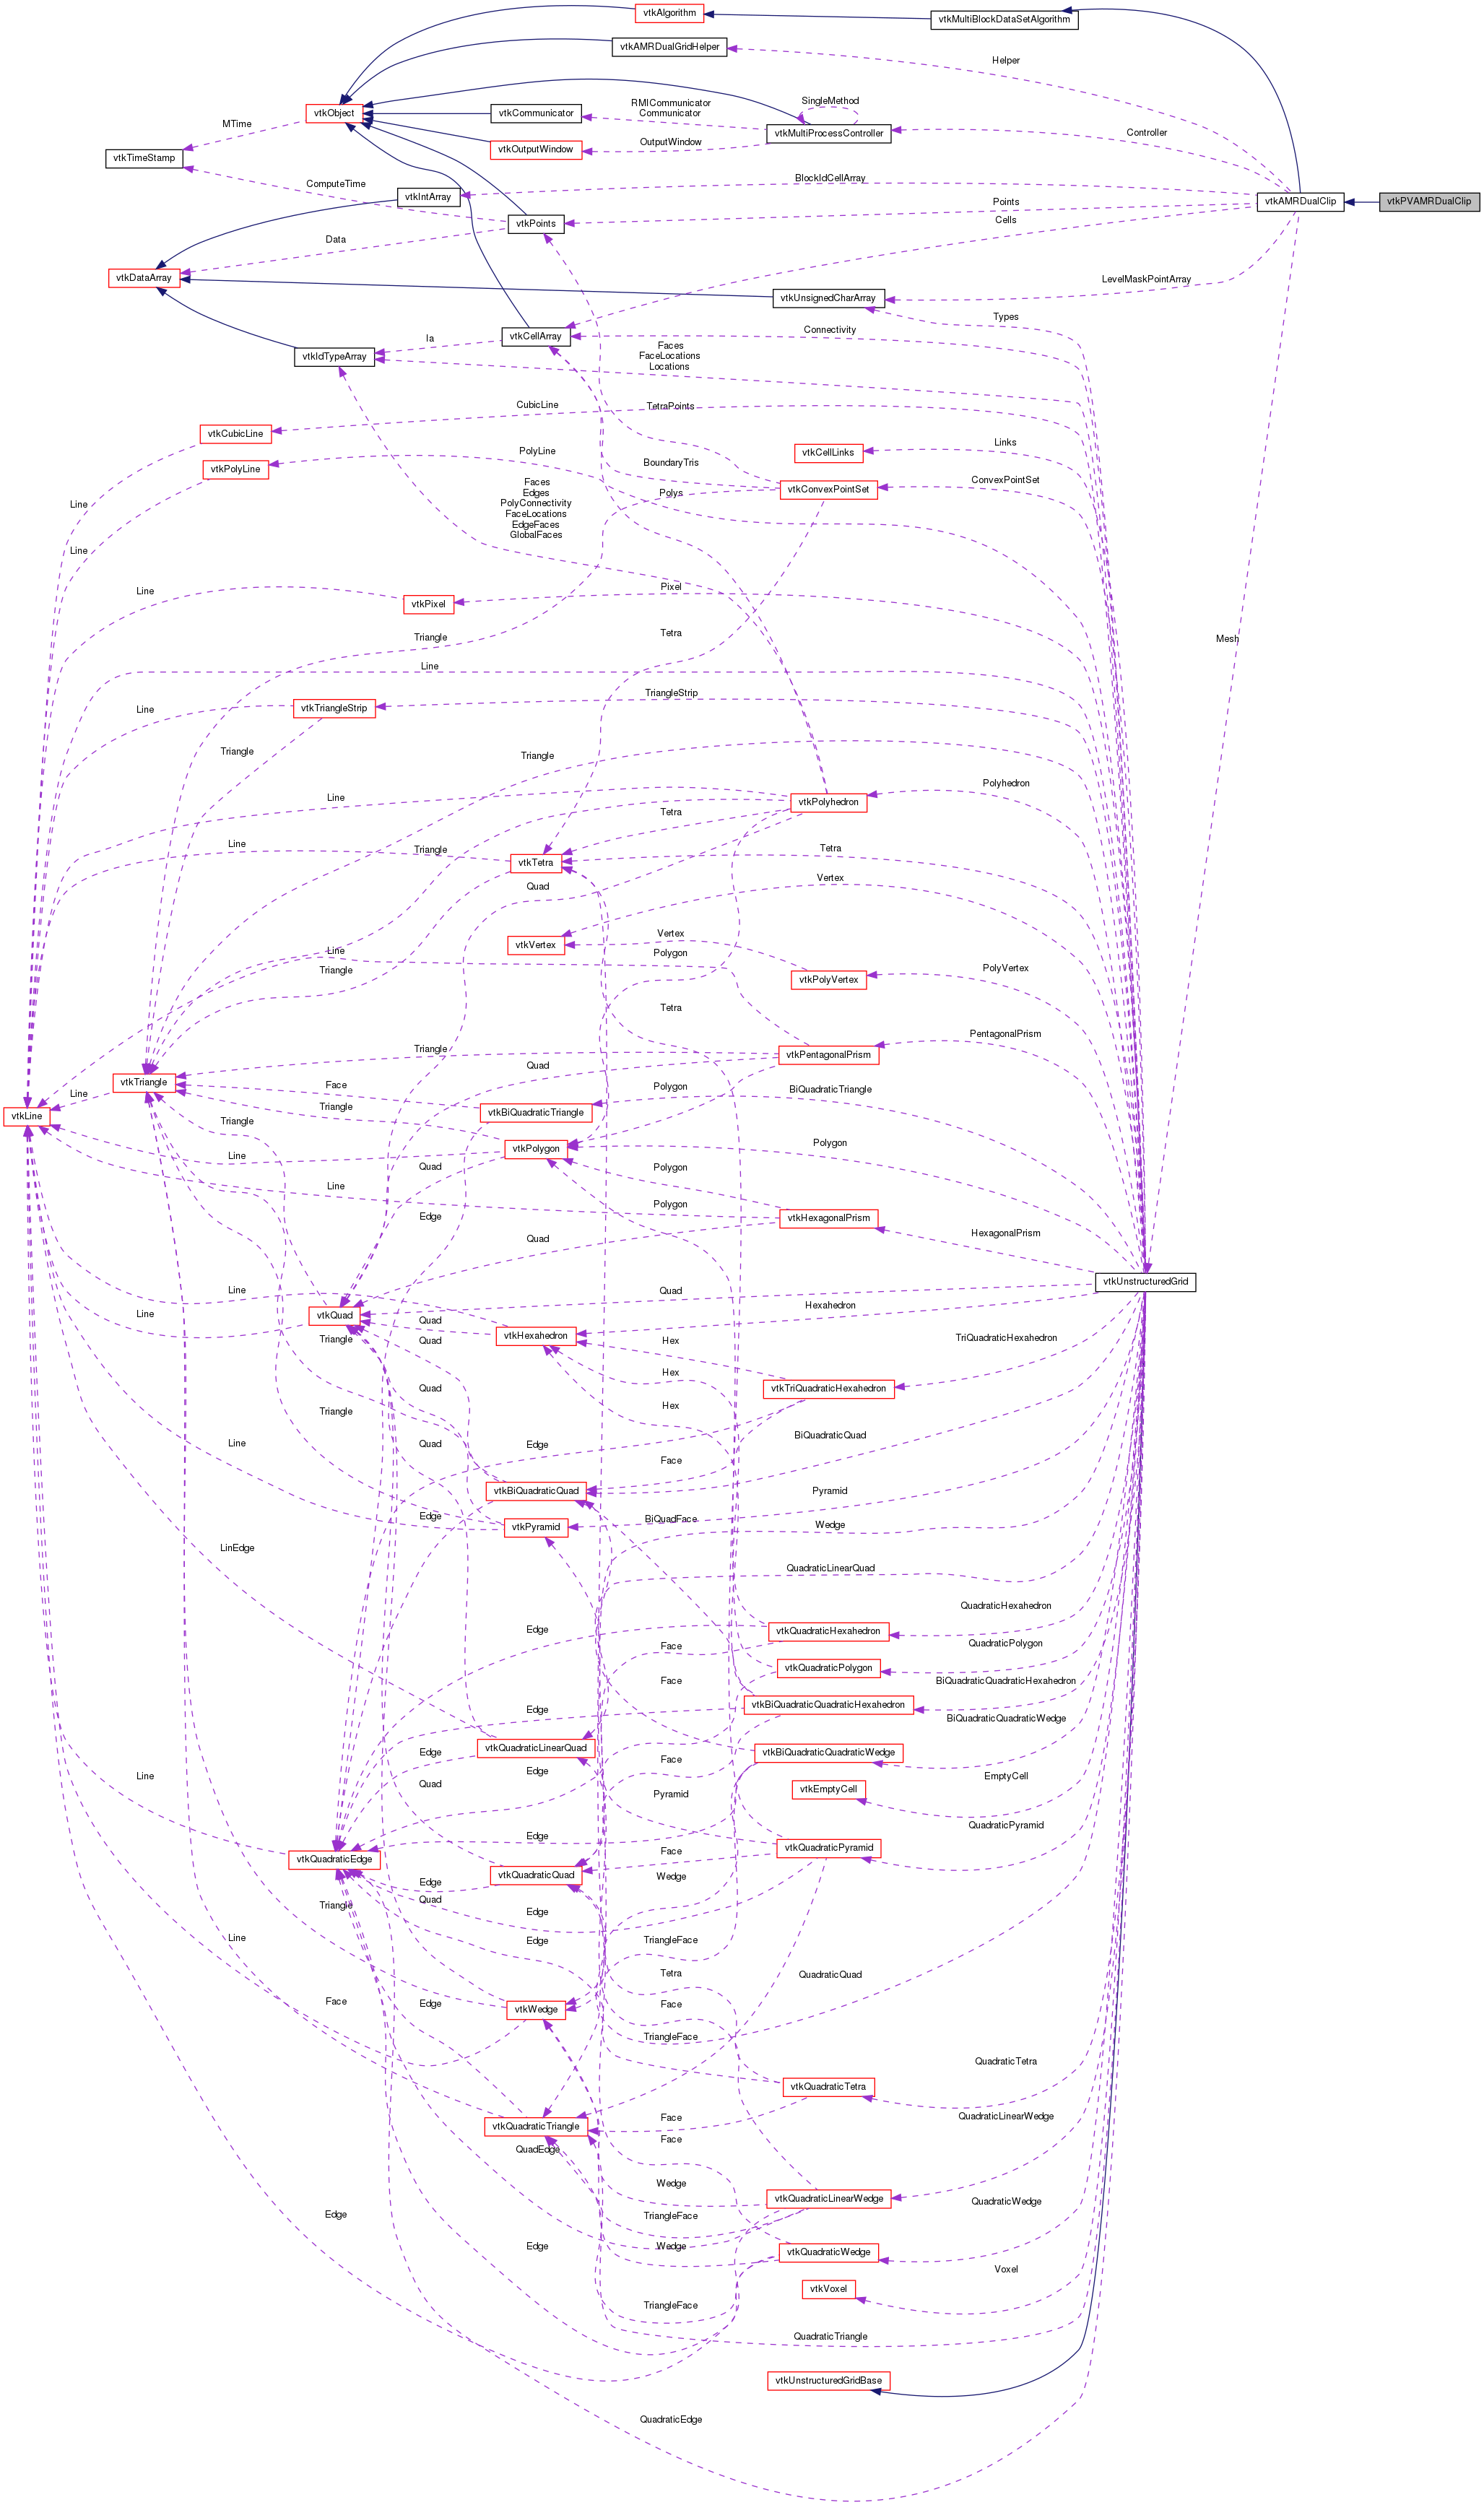 vtkAlgorithm
vtkMultiBlockDataSetAlgorithm
vtkAMRDualGridHelper
Helper
vtkObject
RMICommunicator
Communicator
SingleMethod
vtkCommunicator
MTime
vtkMultiProcessController
Controller
OutputWindow
vtkOutputWindow
vtkTimeStamp
BlockIdCellArray
ComputeTime
vtkIntArray
Points
vtkAMRDualClip
vtkPVAMRDualClip
vtkPoints
Cells
Data
vtkDataArray
LevelMaskPointArray
vtkUnsignedCharArray
Types
Connectivity
vtkCellArray
la
Faces
FaceLocations
Locations
vtkIdTypeArray
CubicLine
TetraPoints
vtkCubicLine
Links
PolyLine
vtkCellLinks
vtkPolyLine
BoundaryTris
ConvexPointSet
Faces
Edges
PolyConnectivity
FaceLocations
EdgeFaces
GlobalFaces
Polys
vtkConvexPointSet
Line
Line
Line
Pixel
vtkPixel
Triangle
Tetra
Mesh
Line
TriangleStrip
Line
vtkTriangleStrip
Triangle
Triangle
Polyhedron
Line
vtkPolyhedron
Tetra
Line
Triangle
Tetra
vtkTetra
Quad
Vertex
Vertex
vtkVertex
Line
Polygon
PolyVertex
Triangle
vtkPolyVertex
Tetra
PentagonalPrism
Triangle
vtkPentagonalPrism
Quad
vtkTriangle
Line
Face
Polygon
BiQuadraticTriangle
vtkLine
Triangle
vtkBiQuadraticTriangle
Triangle
Polygon
vtkPolygon
Line
Quad
Polygon
Line
Polygon
Edge
vtkHexagonalPrism
Quad
HexagonalPrism
vtkUnstructuredGrid
Line
Quad
Hexahedron
vtkQuad
Line
Quad
vtkHexahedron
Triangle
Quad
Hex
TriQuadraticHexahedron
Hex
vtkTriQuadraticHexahedron
Quad
Hex
Triangle
Line
Quad
Edge
Face
BiQuadraticQuad
vtkBiQuadraticQuad
Pyramid
Edge
BiQuadFace
vtkPyramid
Wedge
LinEdge
QuadraticLinearQuad
QuadraticHexahedron
Edge
vtkQuadraticHexahedron
Face
QuadraticPolygon
vtkQuadraticPolygon
Face
BiQuadraticQuadraticHexahedron
Edge
vtkBiQuadraticQuadraticHexahedron
BiQuadraticQuadraticWedge
vtkQuadraticLinearQuad
Edge
Face
vtkBiQuadraticQuadraticWedge
Edge
EmptyCell
Line
Quad
Pyramid
vtkEmptyCell
Edge
QuadraticPyramid
vtkQuadraticEdge
Face
vtkQuadraticPyramid
vtkQuadraticQuad
Edge
Wedge
Triangle
Quad
Edge
Line
Edge
TriangleFace
Tetra
QuadraticQuad
Face
Edge
Face
vtkWedge
TriangleFace
QuadraticTetra
vtkQuadraticTetra
vtkQuadraticTriangle
Face
QuadraticLinearWedge
QuadEdge
Face
Wedge
vtkQuadraticLinearWedge
QuadraticWedge
Edge
TriangleFace
Edge
Wedge
vtkQuadraticWedge
Voxel
vtkVoxel
TriangleFace
QuadraticTriangle
vtkUnstructuredGridBase
QuadraticEdge